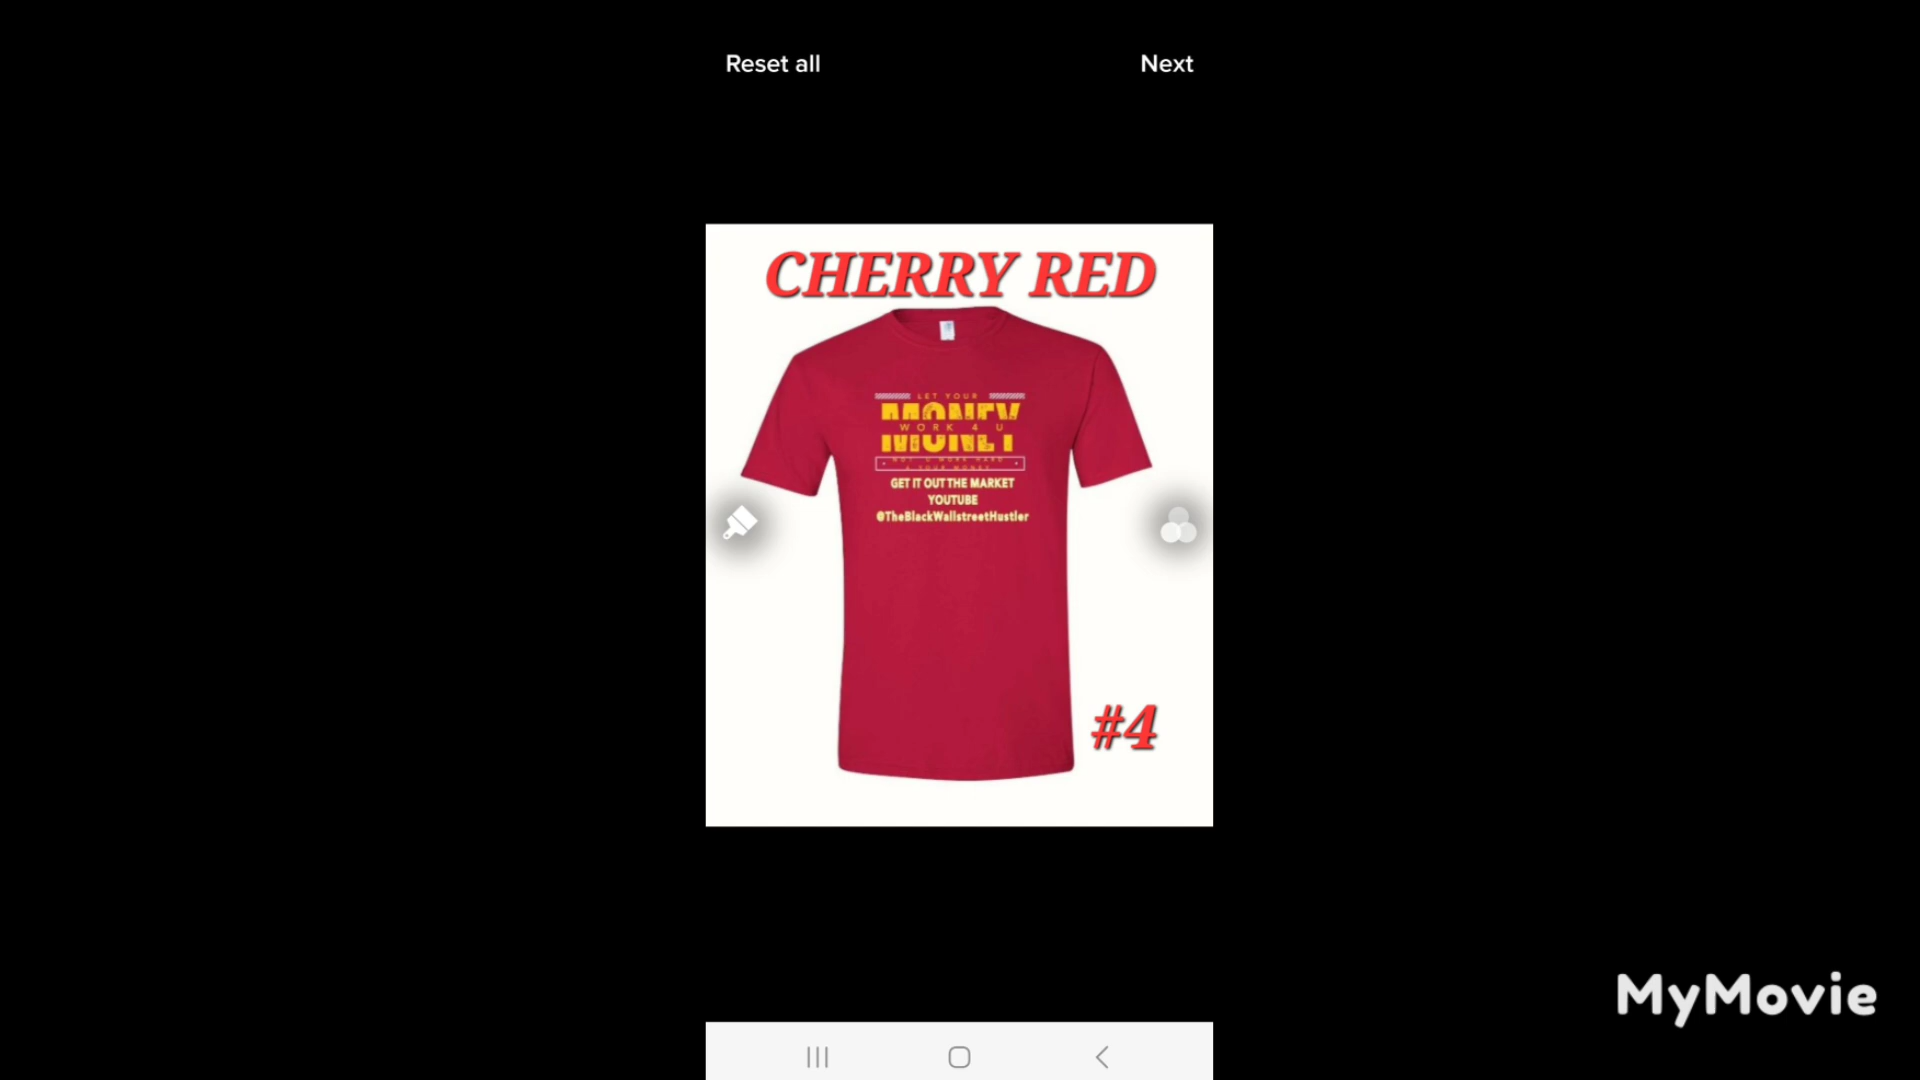 Reset all
Next
CHERRY RED
LET YOUR
MONEY
WORK 4 U
GET IT OUT THE MARKET
YOUTUBE
@TheBlackWallstreetHustler
#4
MyMovie